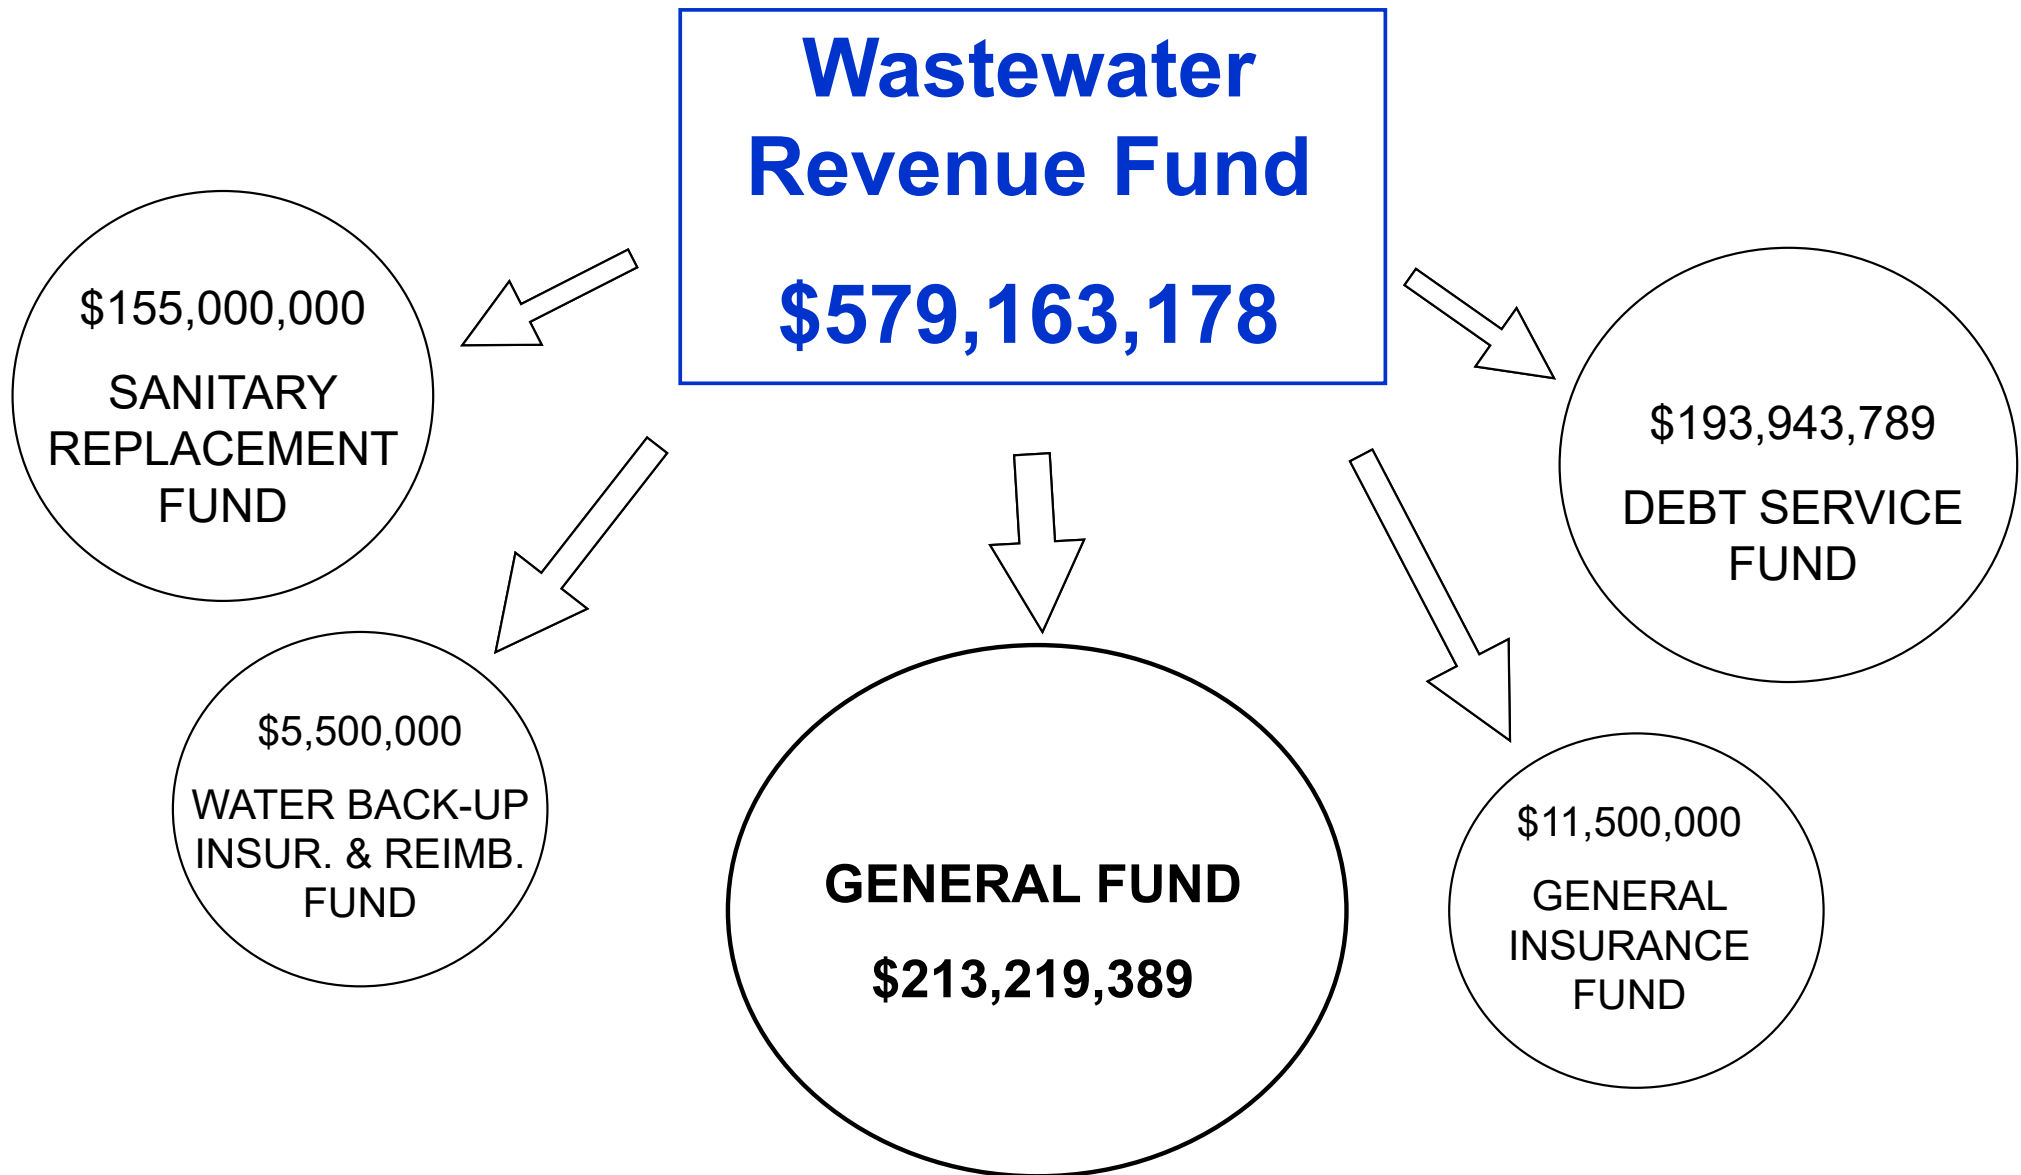 Wastewater
Revenue Fund
$579,163,178
$155,000,000
SANITARY
REPLACEMENT
FUND
$193,943,789
DEBT SERVICE
FUND
$5,500,000
WATER BACK-UP
INSUR. & REIMB.
FUND
GENERAL FUND
$213,219,389
$11,500,000
GENERAL
INSURANCE
FUND